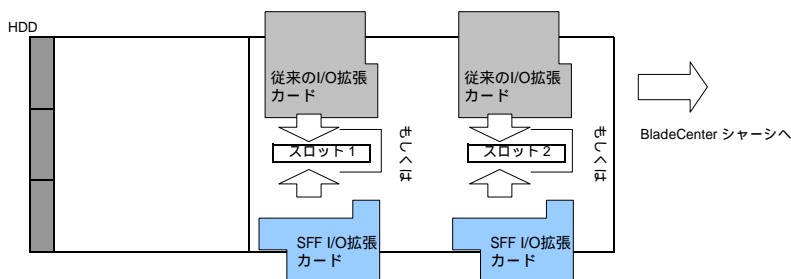 HDD
従来のI/O拡張
カード
従来のI/O拡張
カード
もしくは
もしくは
BladeCenter シャーシへ
スロット 1
スロット 2
SFF I/O拡張
カード
SFF I/O拡張
カード